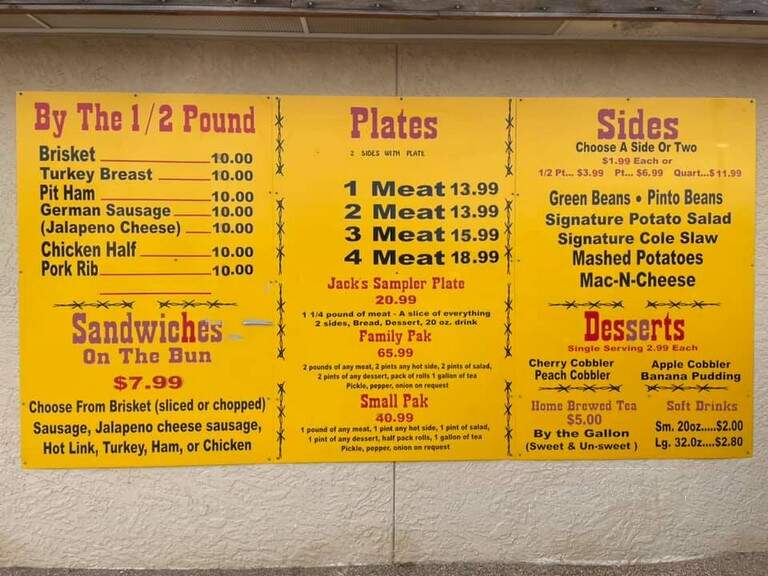 By The 1/2 Pound
Brisket 10.00
Turkey Breast 10.00
Pit Ham 10.00
German Sausage 10.00
(Jalapeno Cheese) 10.00
Chicken Half 10.00
Pork Rib 10.00
Sandwiches
On The Bun
$7.99
Choose From Brisket (sliced or chopped)
Sausage, Jalapeno cheese sausage,
Hot Link, Turkey, Ham, or Chicken
Plates
2 SIDES WITH PLATE
1 Meat 13.99
2 Meat 13.99
3 Meat 15.99
4 Meat 18.99
Jack's Sampler Plate
20.99
1 1/4 pound of meat - A slice of everything
2 sides, Bread, Dessert, 20 oz. drink
Family Pak
65.99
2 pounds of any meat, 2 pints any hot side, 2 pints of salad,
2 pints of any dessert, pack of rolls 1 gallon of tea
Pickle, pepper, onion on request
Small Pak
40.99
1 pound of any meat, 1 pint any hot side, 1 pint of salad,
1 pint of any dessert, half pack rolls, 1 gallon of tea
Pickle, pepper, onion on request
Sides
Choose A Side Or Two
$1.99 Each or
1/2 Pt... $3.99 Pt... $6.99 Quart...$11.99
Green Beans • Pinto Beans
Signature Potato Salad
Signature Cole Slaw
Mashed Potatoes
Mac-N-Cheese
Desserts
Single Serving 2.99 Each
Cherry Cobbler Apple Cobbler
Peach Cobbler Banana Pudding
Home Brewed Tea
$5.00
By the Gallon
(Sweet & Un-sweet )
Soft Drinks
Sm. 20oz.....$2.00
Lg. 32.0z....$2.80